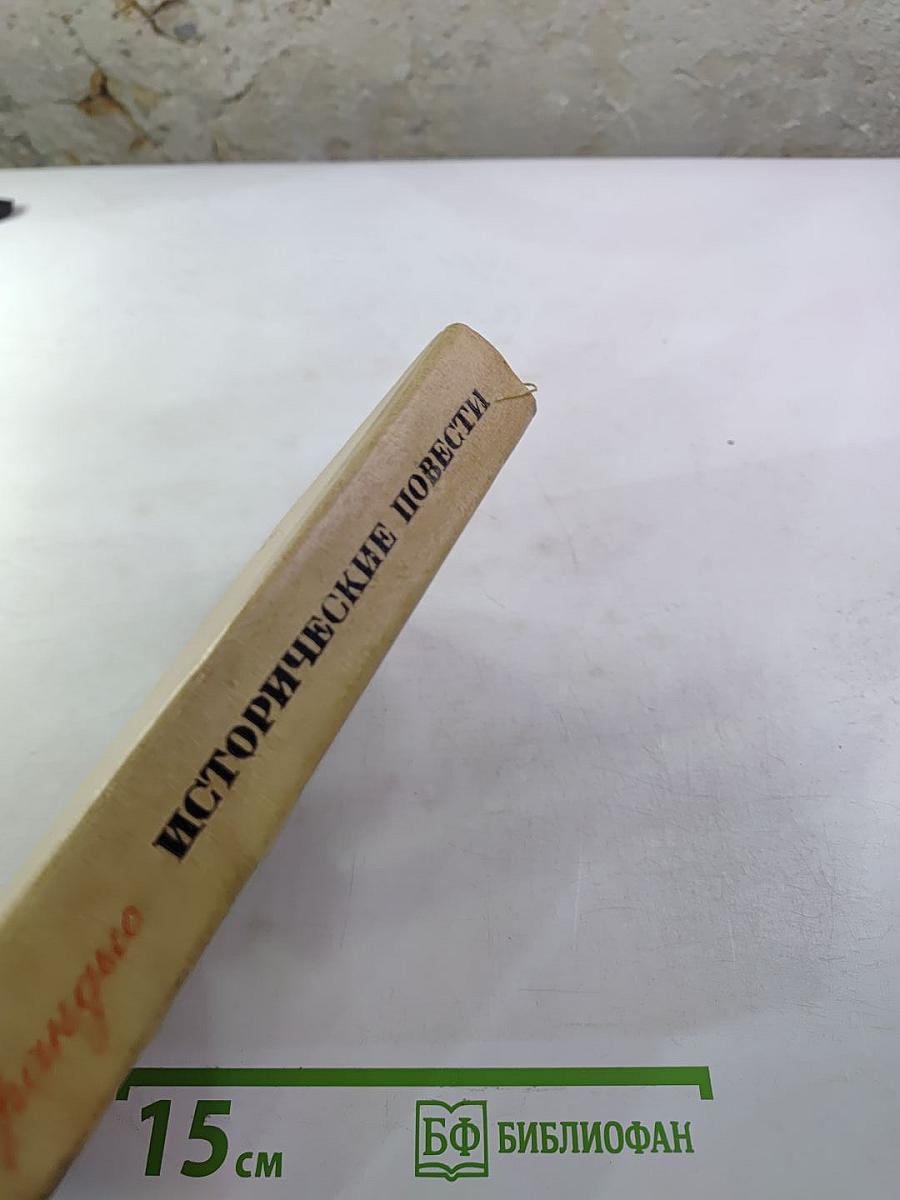 ИСТОРИЧЕСКИЕ ПОВЕСТИ
15 см
БФ БИБЛИОФАН